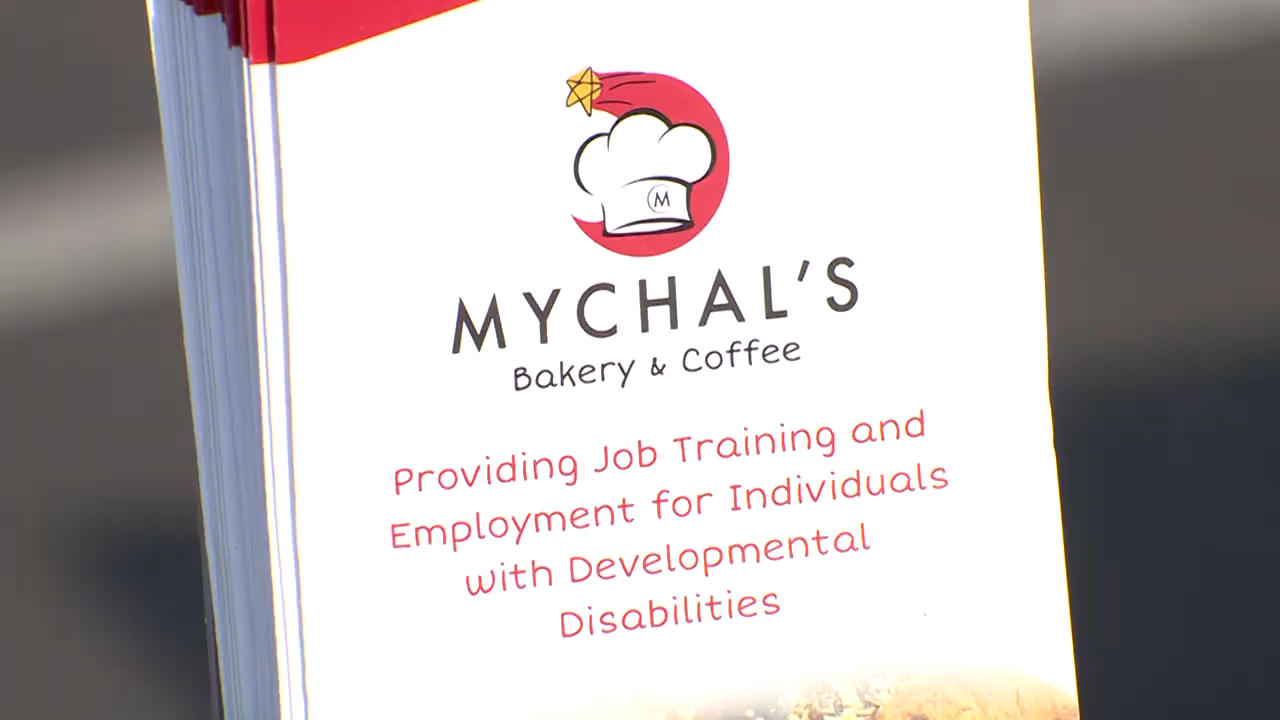 M
MYCHAL'S
Bakery & Coffee
Providing Job Training and
Employment for Individuals
with Developmental
Disabilities